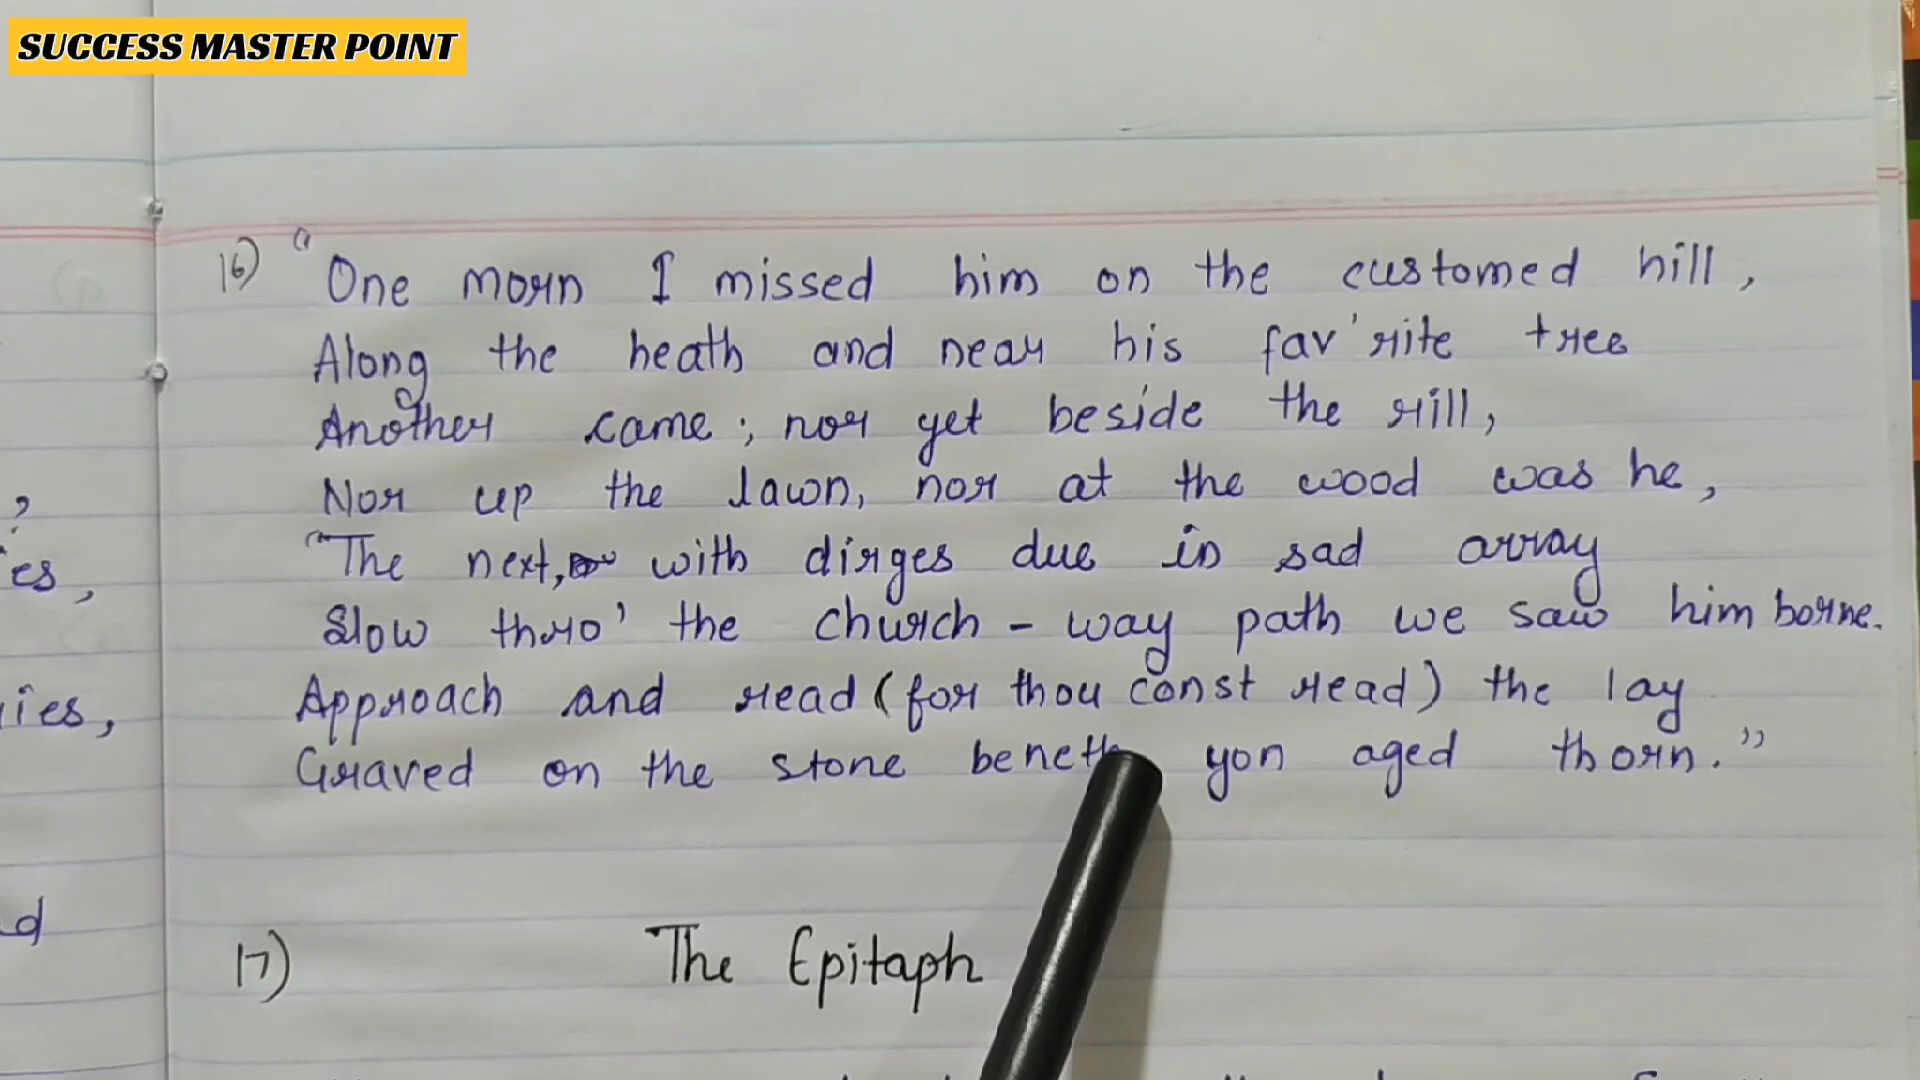 SUCCESS MASTER POINT
16) "One morn I missed him on the customed hill,
Along the heath and near his fav'rite tree
Another came; nor yet beside the rill,
Nor up the lawn, nor at the wood was he,
"The next, with dirges due in sad array
Slow thro' the church-way path we saw him borne.
Approach and read (for thou canst read) the lay
Graved on the stone beneth yon aged thorn."
17) The Epitaph
es,
ies,
d